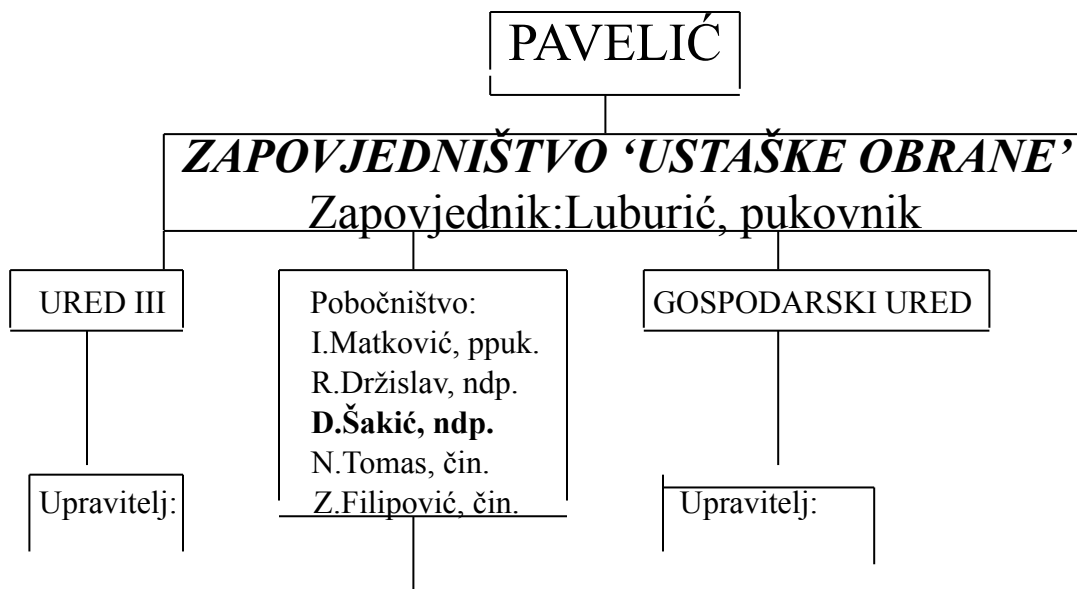 PAVELIĆ
ZAPOVJEDNIŠTVO ‘USTAŠKE OBRANE’
Zapovjednik:Luburić, pukovnik
URED III
Pobočništvo:
I.Matković, ppuk.
R.Držislav, ndp.
D.Šakić, ndp.
N.Tomas, čin.
Z.Filipović, čin.
GOSPODARSKI URED
Upravitelj:
Upravitelj: